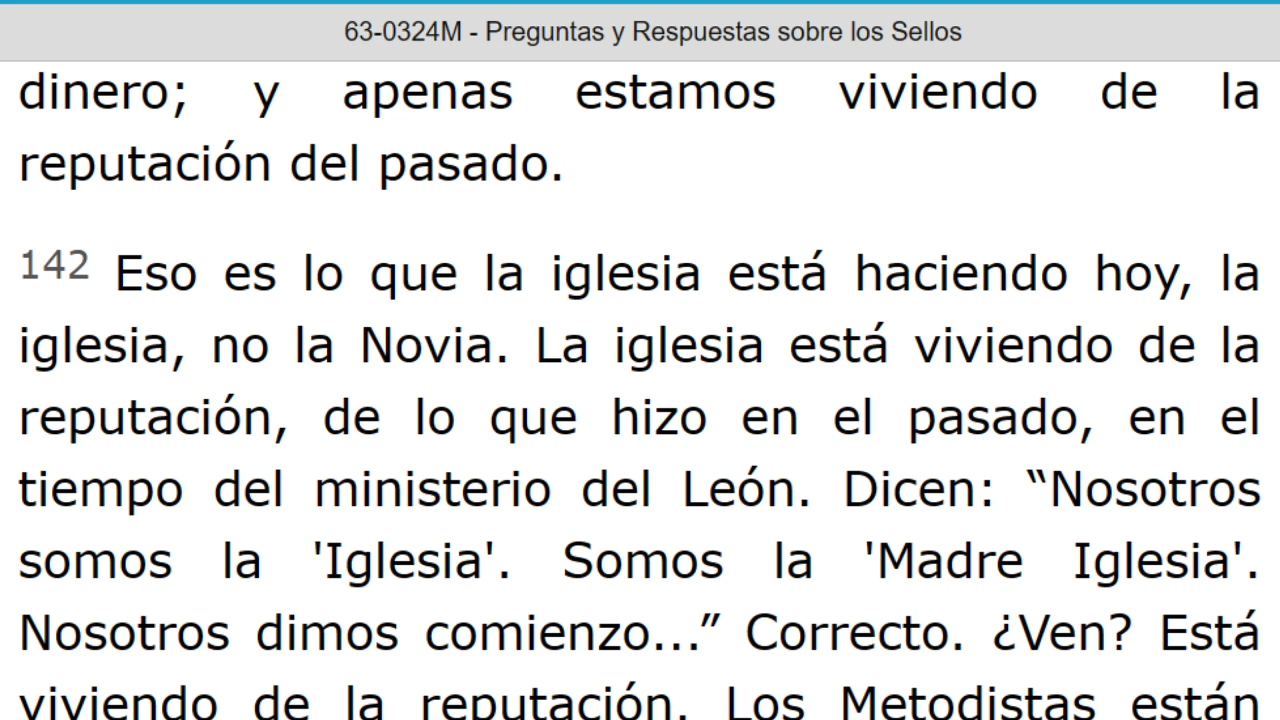 63-0324M - Preguntas y Respuestas sobre los Sellos
dinero; y apenas estamos viviendo de la
reputación del pasado.
142 Eso es lo que la iglesia está haciendo hoy, la
iglesia, no la Novia. La iglesia está viviendo de la
reputación, de lo que hizo en el pasado, en el
tiempo del ministerio del León. Dicen: “Nosotros
somos la 'Iglesia'. Somos la 'Madre Iglesia'.
Nosotros dimos comienzo...” Correcto. ¿Ven? Está
viviendo de la reputación. Los Metodistas están